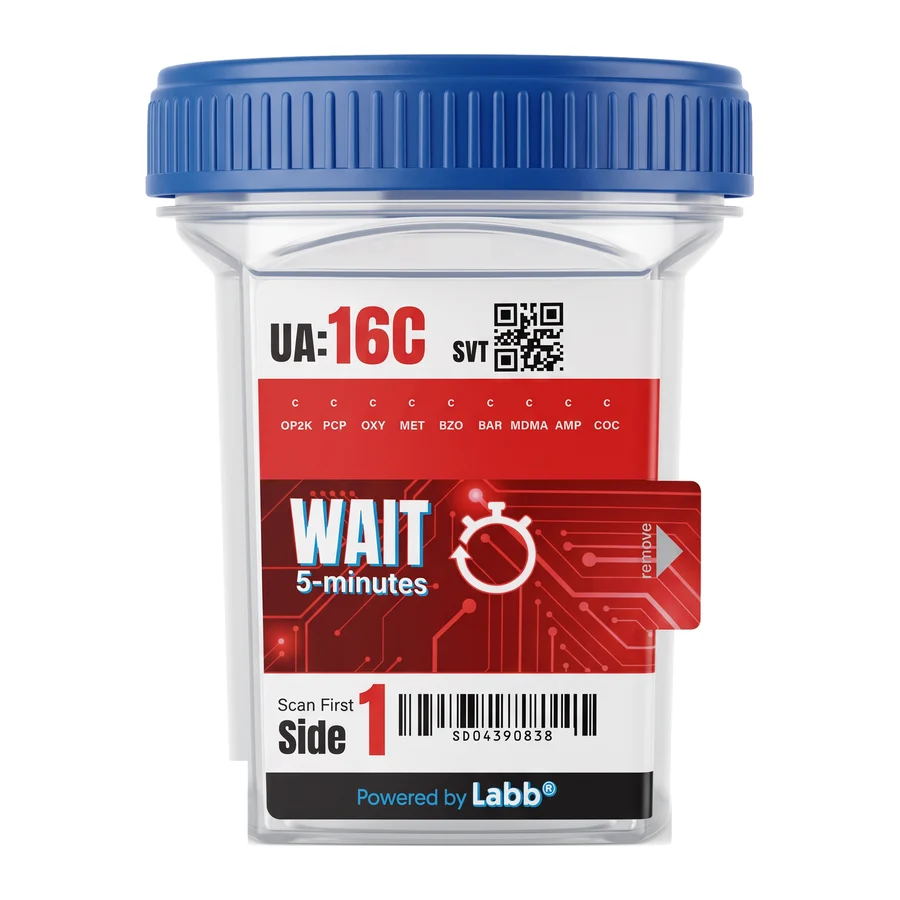 UA:16C
SVT
C C C C C C C C C
OP2K PCP OXY MET BZO BAR MDMA AMP COC
WAIT
5-minutes
remove
Scan First
Side 1
SD04390838
Powered by Labb®